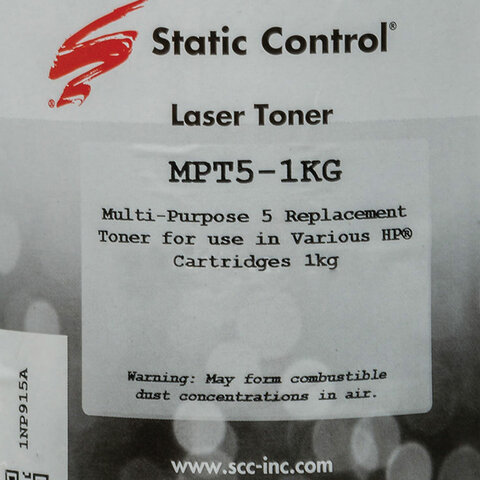 Static Control®
®
Laser Toner
MPT5-1KG
Multi-Purpose 5 Replacement
Toner for use in Various HP®
Cartridges 1kg
Warning: May form combustible
dust concentrations in air.
1NP915A
www.scc-inc.com